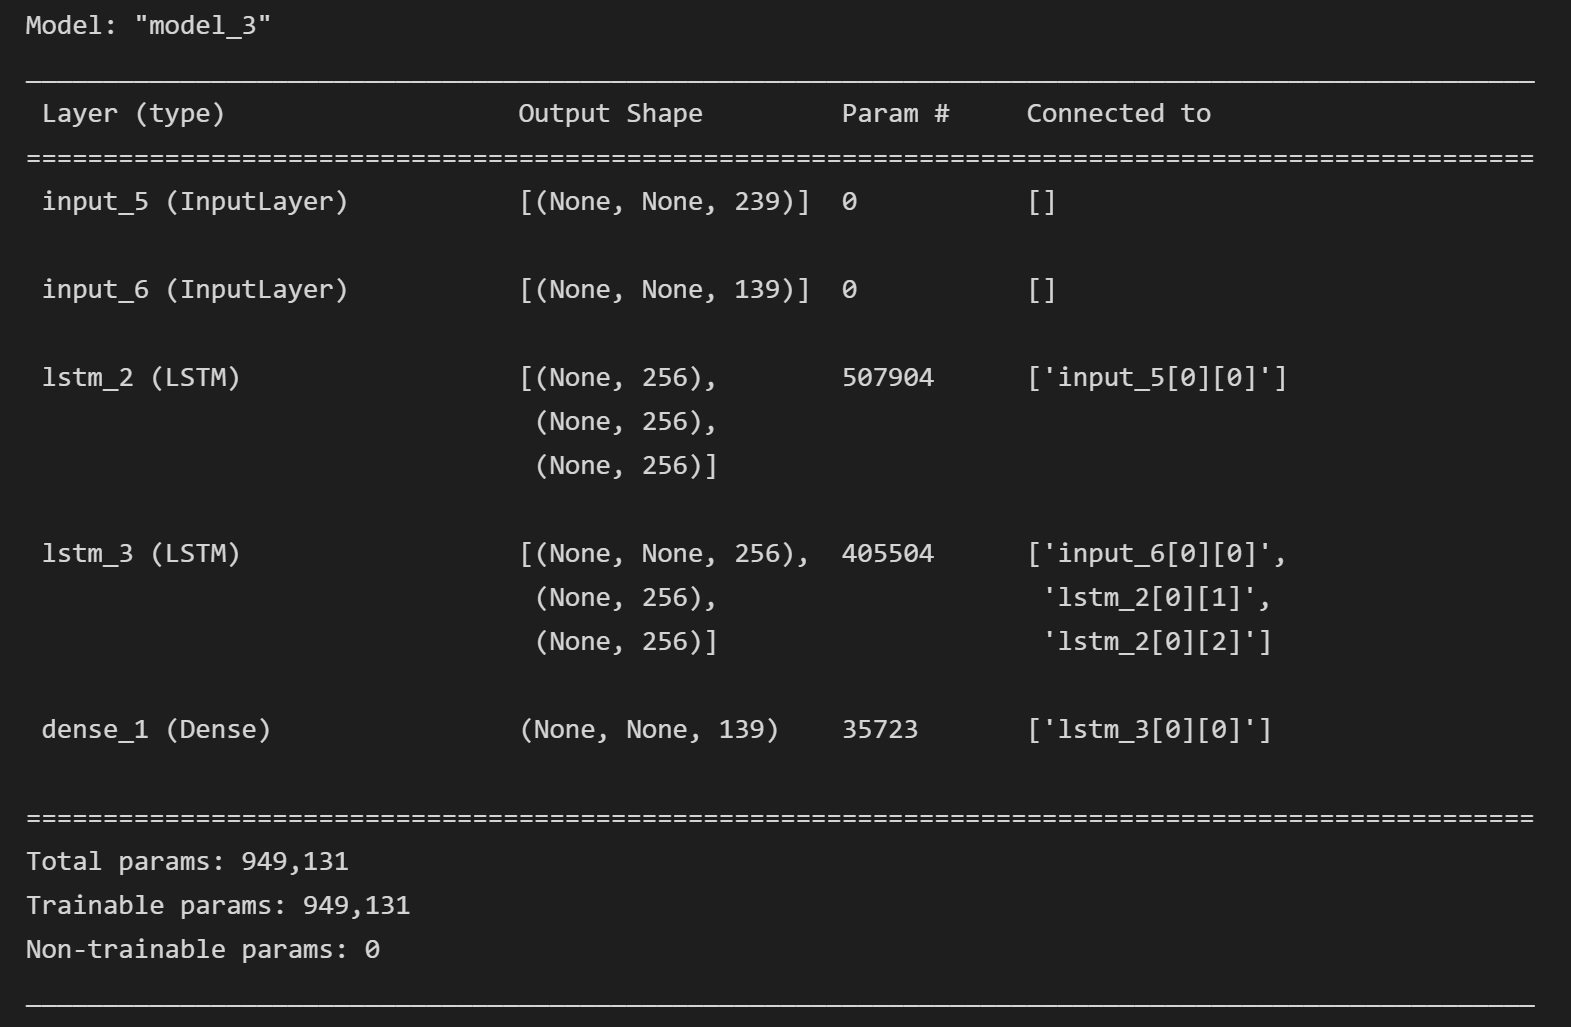 Model: "model_3"
Layer (type) Output Shape Param # Connected to
==================================================================================================
input_5 (InputLayer) [(None, None, 239)] 0 []
input_6 (InputLayer) [(None, None, 139)] 0 []
lstm_2 (LSTM) [(None, 256), 507904 ['input_5[0][0]']
(None, 256),
(None, 256)]
lstm_3 (LSTM) [(None, None, 256), 405504 ['input_6[0][0]',
(None, 256), 'lstm_2[0][1]',
(None, 256)] 'lstm_2[0][2]']
dense_1 (Dense) (None, None, 139) 35723 ['lstm_3[0][0]']
==================================================================================================
Total params: 949,131
Trainable params: 949,131
Non-trainable params: 0